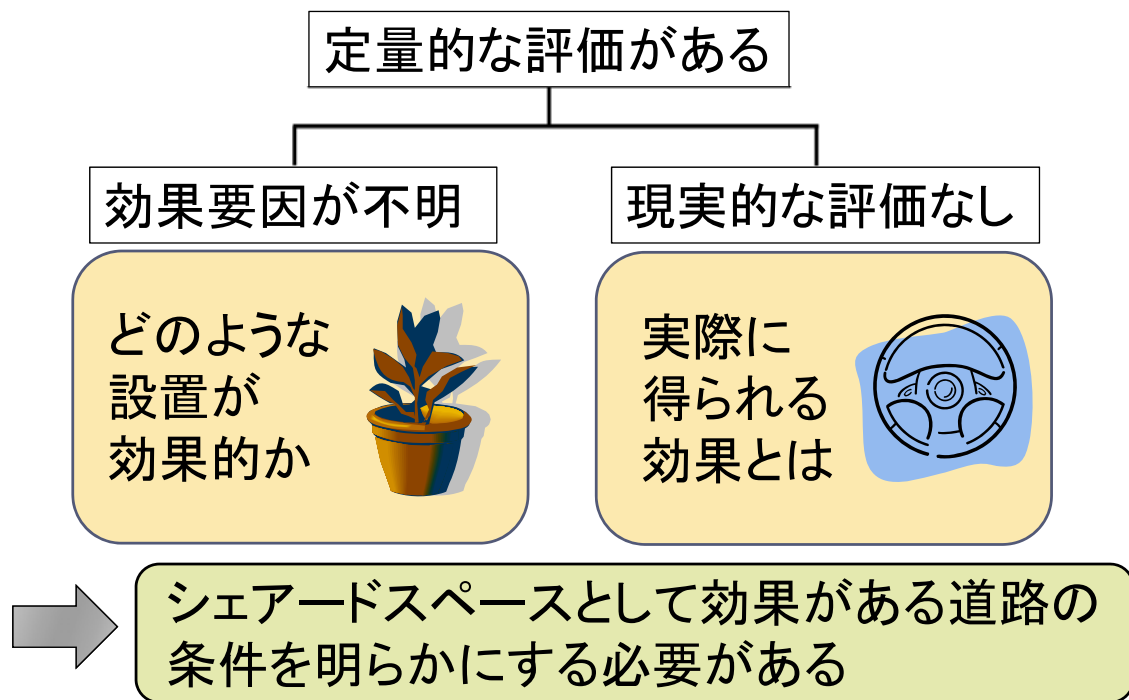 定量的な評価がある
効果要因が不明
現実的な評価なし
どのような
設置が
効果的か
実際に
得られる
効果とは
シェアードスペースとして効果がある道路の
条件を明らかにする必要がある